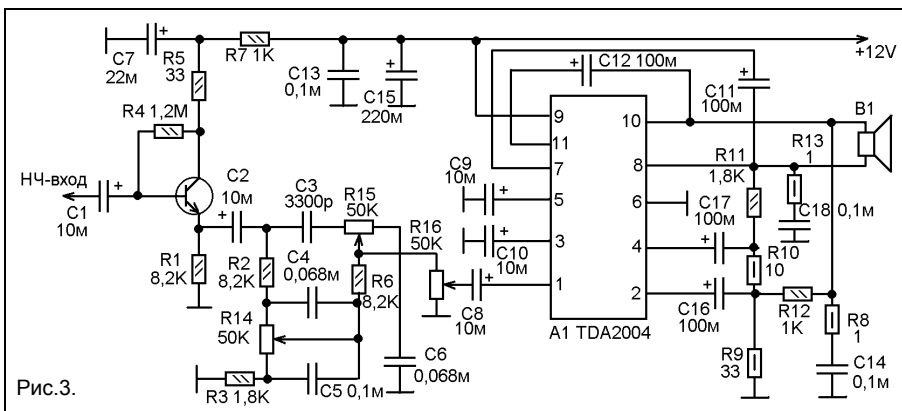 C7
22м
R5
33
R7 1K
C13
0,1м
C15
220м
C12 100м
+12V
C11
100м
B1
R4 1,2М
НЧ-вход
C1
10м
C2
10м
C3
3300р
R15
50K
R16
50K
C9
10м
C10
10м
C8
10м
9
11
7
5
3
1
10
8
6
4
2
A1 TDA2004
R11
1,8K
R13
1
C17
100м
C18
0,1м
R10
10
C16
100м
R12
1K
R8
1
R9
33
C14
0,1м
R1
8,2K
R2
8,2K
C4
0,068м
R6
8,2K
R14
50K
C6
0,068м
R3 1,8K
C5 0,1м
Рис.3.